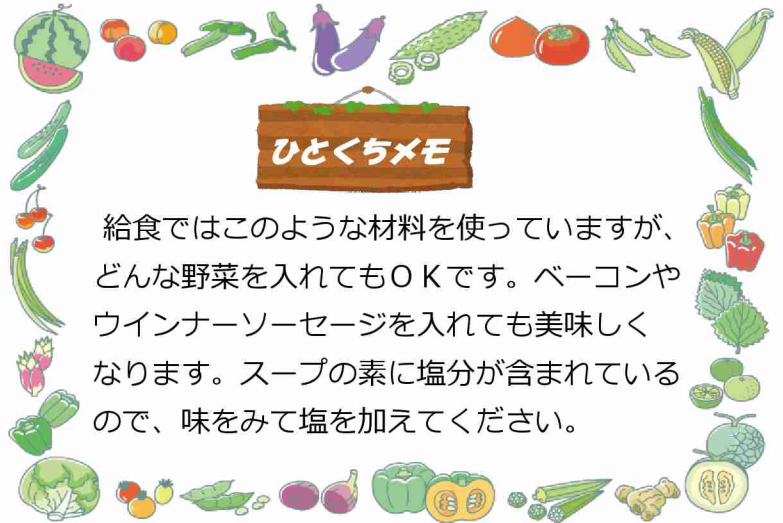 ひとくちメモ
給食ではこのような材料を使っていますが、
どんな野菜を入れてもＯＫです。ベーコンや
ウインナーソーセージを入れても美味しく
なります。スープの素に塩分が含まれている
ので、味をみて塩を加えてください。